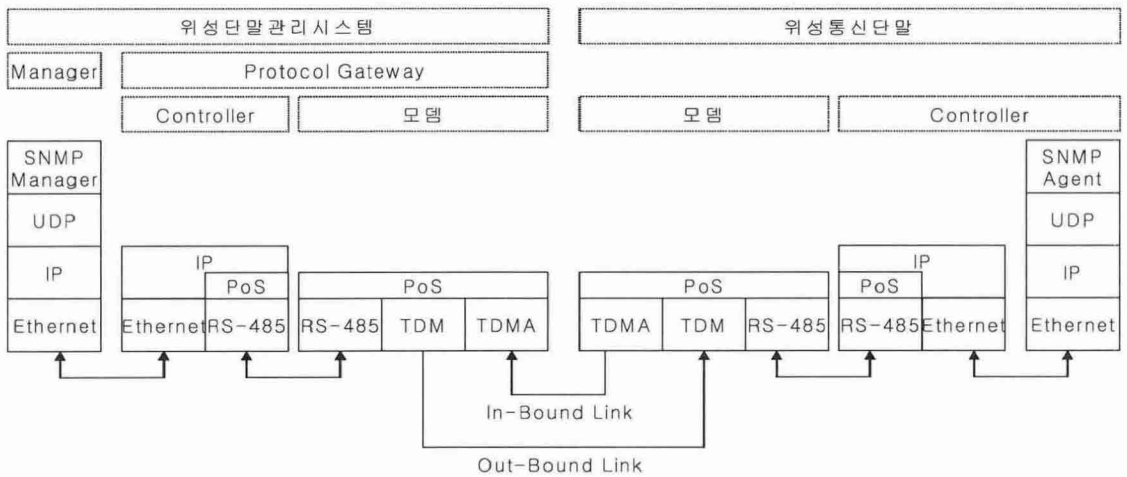 위성단말관리시스템
위성통신단말
Manager
Protocol Gateway
Controller
모뎀
모뎀
Controller
SNMP
Manager
SNMP
Agent
UDP
UDP
IP
IP
IP
IP
PoS
PoS
PoS
PoS
Ethernet
Ethernet
RS-485
RS-485
TDM
TDMA
TDMA
TDM
RS-485
RS-485
Ethernet
Ethernet
In-Bound Link
Out-Bound Link